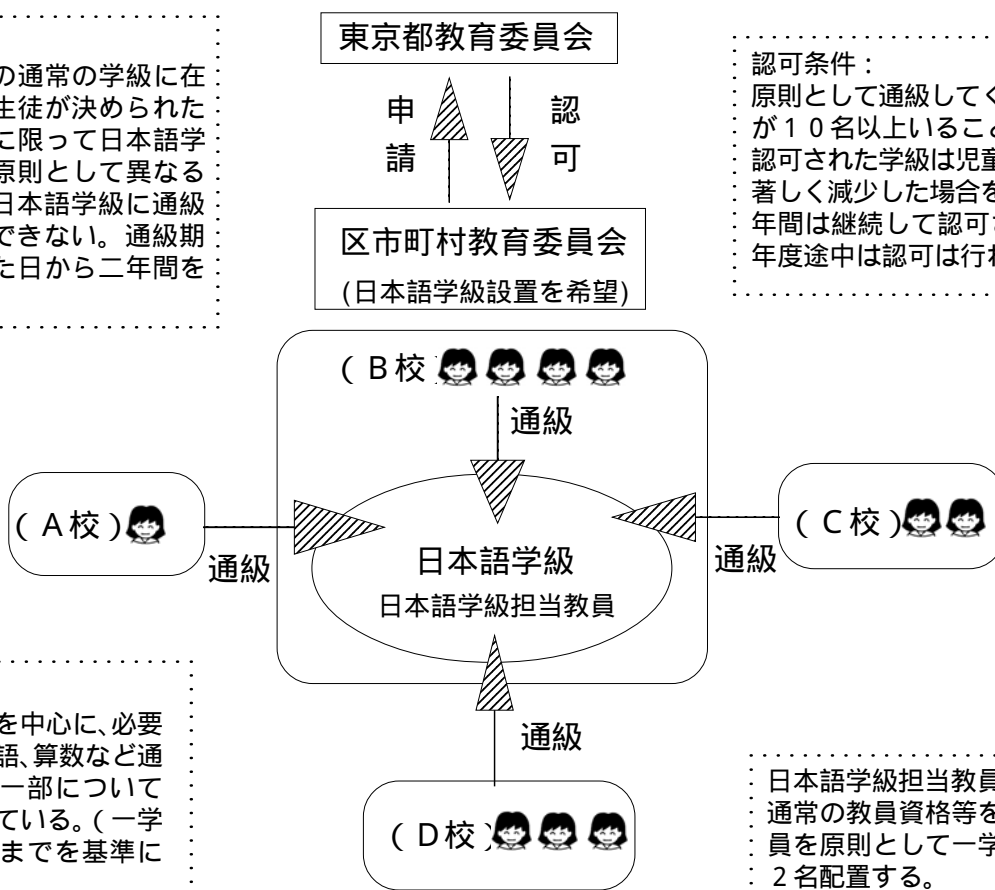 東京都教育委員会
申請
認可
区市町村教育委員会
(日本語学級設置を希望)
の通常の学級に在
生徒が決められた
に限って日本語学
原則として異なる
日本語学級に通級
できない。通級期
た日から二年間を
認可条件:
原則として通級してく
が10名以上いること
認可された学級は児童
著しく減少した場合を
年間は継続して認可
年度途中は認可は行
(B校)
通級
(A校)
通級
(C校)
通級
日本語学級
日本語学級担当教員
通級
(D校)
を中心に、必要
語、算数など通
一部について
ている。(一学
までを基準に
日本語学級担当教員
通常の教員資格等を
員を原則として一学
2名配置する。